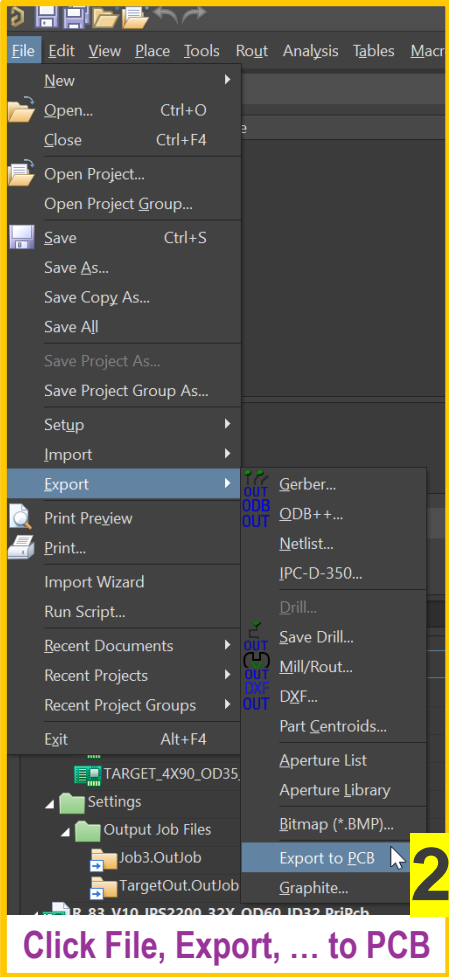 File Edit View Place Tools Rout Analysis Tables Macr
New
Open... Ctrl+O
e
Close Ctrl+F4
Open Project...
Open Project Group...
Save Ctrl+S
Save As...
Save Copy As...
Save All
Save Project As...
Save Project Group As...
Setup
Import
Export
Print Preview
Print...
Import Wizard
Run Script...
Recent Documents
Recent Projects
Recent Project Groups
Exit Alt+F4
OUT Gerber...
ODB
OUT ODB++...
Netlist...
IPC-D-350...
Drill...
OUT Save Drill...
OUT Mill/Rout...
DXF
OUT DXF...
Part Centroids...
Aperture List
Aperture Library
Bitmap (*.BMP)...
Export to PCB
Graphite...
TARGET_4X90_OD35_
Settings
Output Job Files
Job3.OutJob
TargetOut.OutJob
R_83_V10_IPS2200_32X_OD60_ID32.PriPcb
2
Click File, Export, ... to PCB